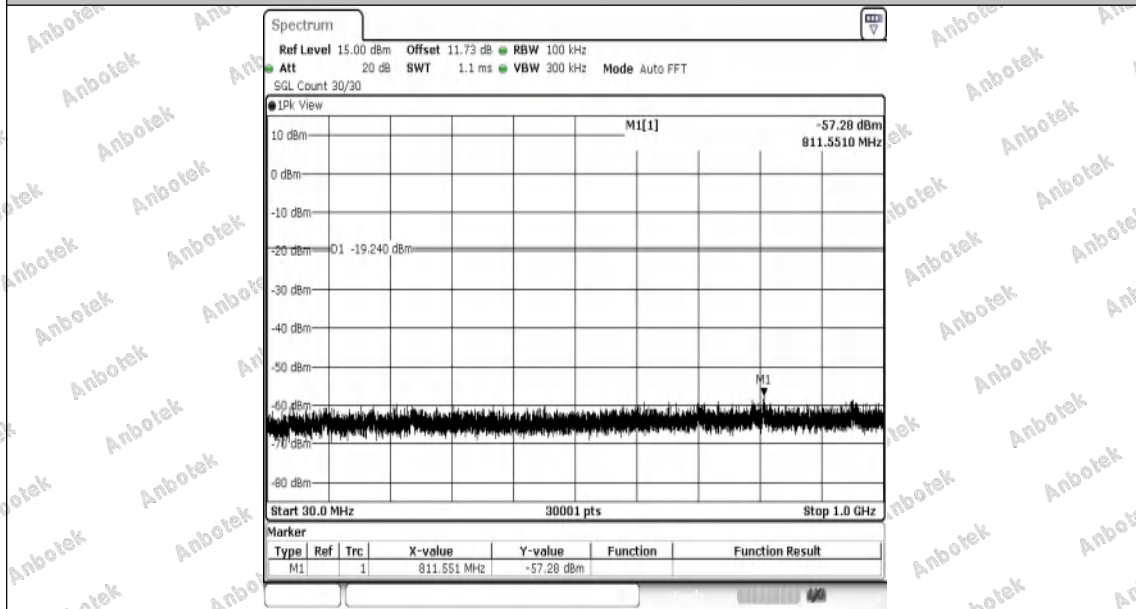 Spectrum
Ref Level 15.00 dBm Offset 11.73 dB RBW 100 kHz
Att 20 dB SWT 1.1 ms VBW 300 kHz Mode Auto FFT
SGL Count 30/30
1Pk View
M1[1] -57.28 dBm
811.5510 MHz
10 dBm
0 dBm
-10 dBm
-20 dBm
D1 -19.240 dBm
-30 dBm
-40 dBm
-50 dBm
M1
-60 dBm
-70 dBm
-80 dBm
Start 30.0 MHz 30001 pts Stop 1.0 GHz
Marker
Type Ref Trc X-value Y-value Function Function Result
M1 1 811.551 MHz -57.28 dBm
Anbotek